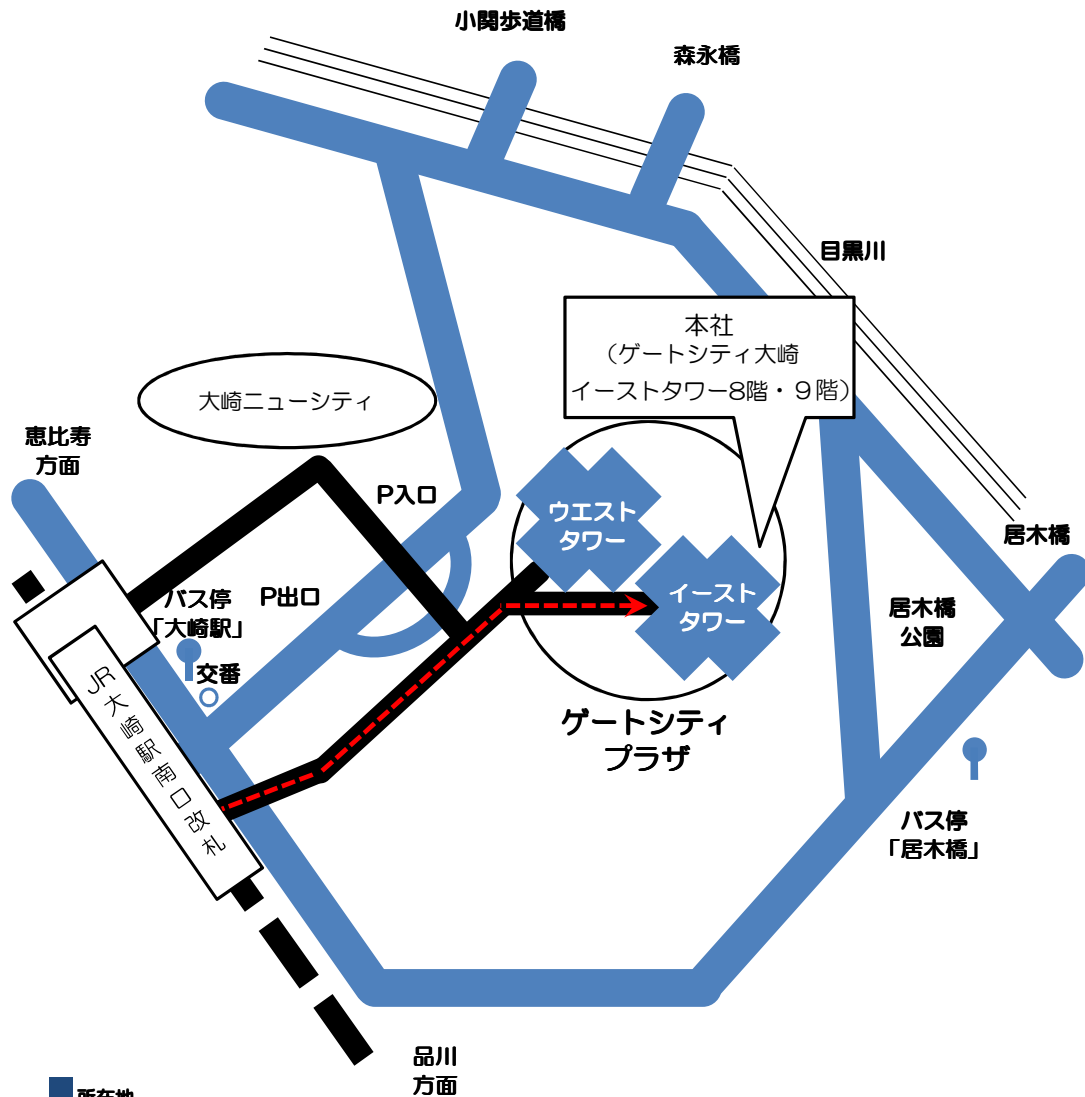 小関歩道橋
森永橋
目黒川
本社
（ゲートシティ大崎
イーストタワー8階・９階）
大崎ニューシティ
恵比寿
方面
P入口
ウエスト
タワー
居木橋
バス停
「大崎駅」
P出口
イースト
タワー
居木橋
公園
交番
JR大崎駅南口改札
ゲートシティ
プラザ
バス停
「居木橋」
品川
方面
所在地